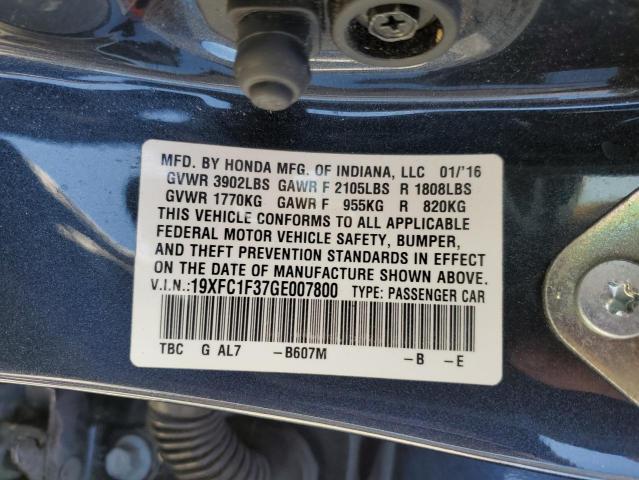 MFD. BY HONDA MFG. OF INDIANA, LLC 01/'16
GVWR 3902LBS GAWR F 2105LBS R 1808LBS
GVWR 1770KG GAWR F 955KG R 820KG
THIS VEHICLE CONFORMS TO ALL APPLICABLE
FEDERAL MOTOR VEHICLE SAFETY, BUMPER,
AND THEFT PREVENTION STANDARDS IN EFFECT
ON THE DATE OF MANUFACTURE SHOWN ABOVE.
V.I.N.:19XFC1F37GE007800 TYPE: PASSENGER CAR
TBC G AL7 -B607M -B -E